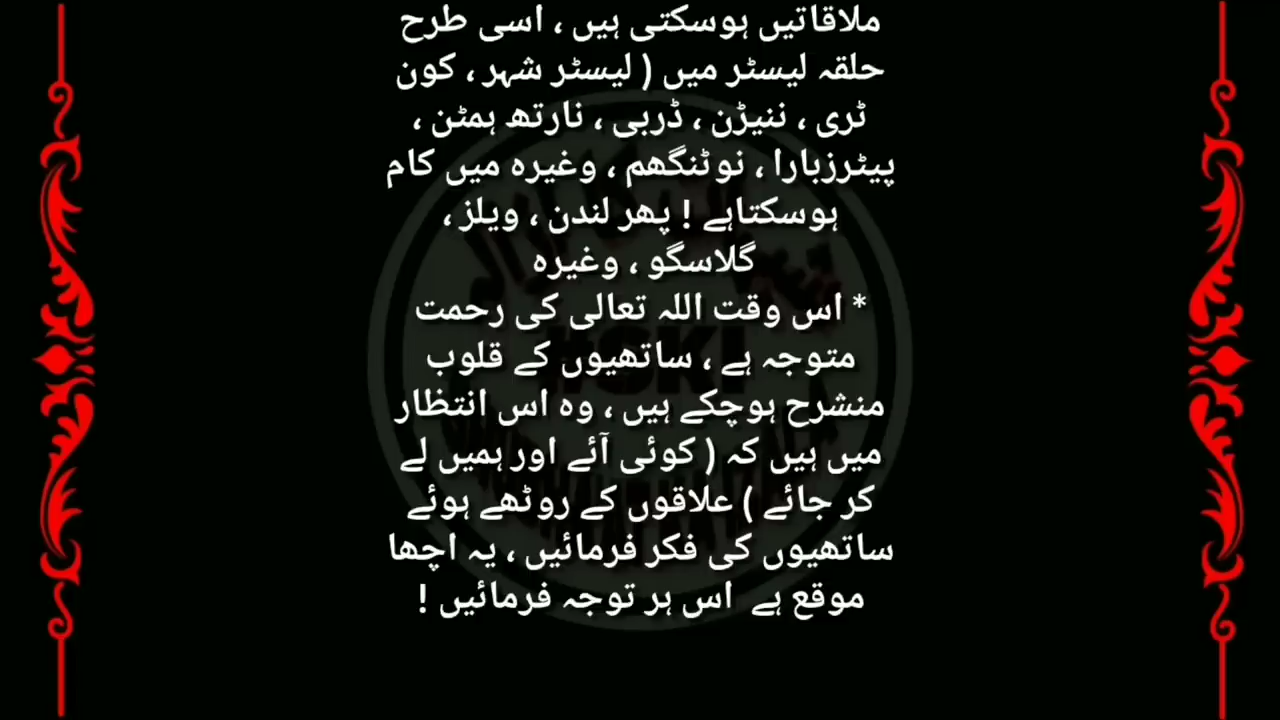 ملاقاتیں ہوسکتی ہیں ، اسی طرح
حلقہ لیسٹر میں ( لیسٹر شہر ، کون
ٹری ، ننیڑن ، ڈربی ، نارتھ ہمٹن ،
پیٹرزبارا ، نوٹنگھم ، وغیرہ میں کام
ہوسکتاہے ! پھر لندن ، ویلز ،
گلاسگو ، وغیرہ
* اس وقت اللہ تعالی کی رحمت
متوجہ ہے ، ساتھیوں کے قلوب
منشرح ہوچکے ہیں ، وہ اس انتظار
میں ہیں کہ ( کوئی آئے اور ہمیں لے
کر جائے ) علاقوں کے روٹھے ہوئے
ساتھیوں کی فکر فرمائیں ، یہ اچھا
موقع ہے اس ہر توجہ فرمائیں !
#SKI